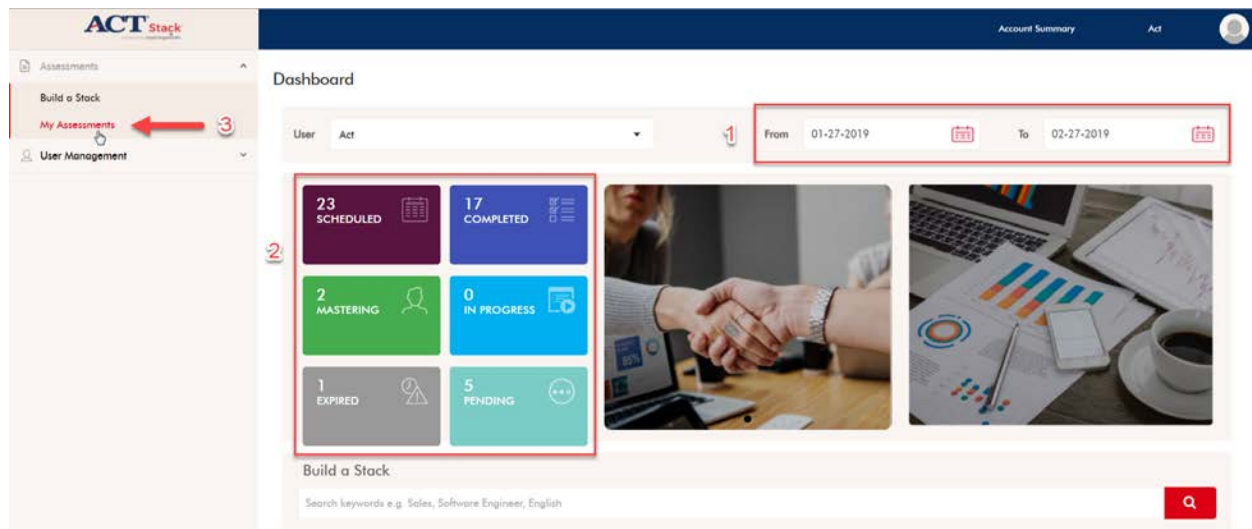 ACT Stack
Account Summary Act
Assessments
Build a Stack
My Assessments
3
User Management
Dashboard
User Act
1
From 01-27-2019 To 02-27-2019
2
23
SCHEDULED
17
COMPLETED
2
MASTERING
0
IN PROGRESS
1
EXPIRED
5
PENDING
85%
Build a Stack
Search keywords e.g. Sales, Software Engineer, English